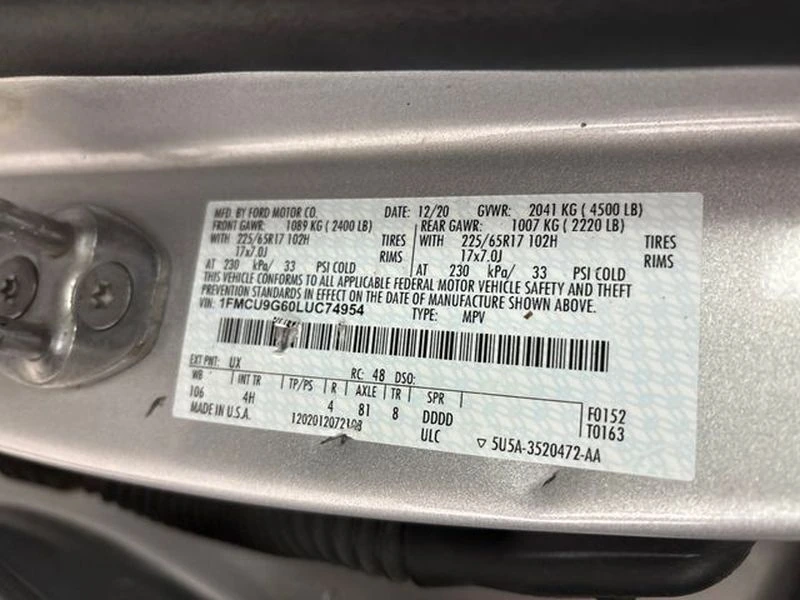 MFD. BY FORD MOTOR CO. DATE: 12/20 GVWR: 2041 KG ( 4500 LB)
FRONT GAWR: 1089 KG ( 2400 LB) REAR GAWR: 1007 KG ( 2220 LB)
WITH 225/65R17 102H TIRES WITH 225/65R17 102H TIRES
17x7.0J RIMS 17x7.0J RIMS
AT 230 kPa/ 33 PSI COLD AT 230 kPa/ 33 PSI COLD
THIS VEHICLE CONFORMS TO ALL APPLICABLE FEDERAL MOTOR VEHICLE SAFETY AND THEFT
PREVENTION STANDARDS IN EFFECT ON THE DATE OF MANUFACTURE SHOWN ABOVE.
VIN: 1FMCU9G60LUC74954 TYPE: MPV
EXT PNT: UX RC: 48 DSO:
WB INT TR TP/PS R AXLE TR SPR
106 4H 4 81 8 DDDD F0152
MADE IN U.S.A. ULC T0163
5U5A-3520472-AA